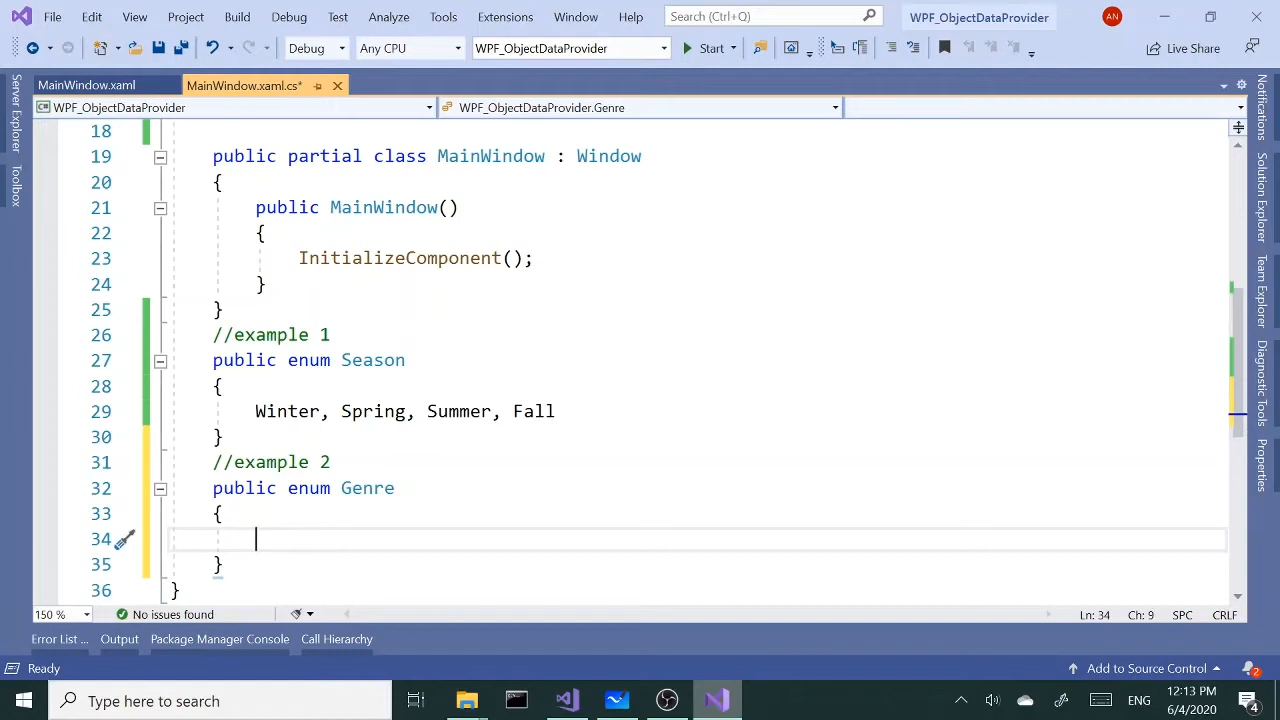 File Edit View Project Build Debug Test Analyze Tools Extensions Window Help Search (Ctrl+Q) WPF_ObjectDataProvider AN
Debug Any CPU WPF_ObjectDataProvider Start Live Share
MainWindow.xaml MainWindow.xaml.cs*
WPF_ObjectDataProvider WPF_ObjectDataProvider.Genre
Server Explorer
Toolbox
18
19 public partial class MainWindow : Window
20 {
21 public MainWindow()
22 {
23 InitializeComponent();
24 }
25 }
26 //example 1
27 public enum Season
28 {
29 Winter, Spring, Summer, Fall
30 }
31 //example 2
32 public enum Genre
33 {
34
35 }
36 }
Notifications
Solution Explorer
Team Explorer
Diagnostic Tools
Properties
150 % No issues found Ln: 34 Ch: 9 SPC CRLF
Error List ... Output Package Manager Console Call Hierarchy
Ready Add to Source Control 2
Type here to search ENG 12:13 PM
6/4/2020 4